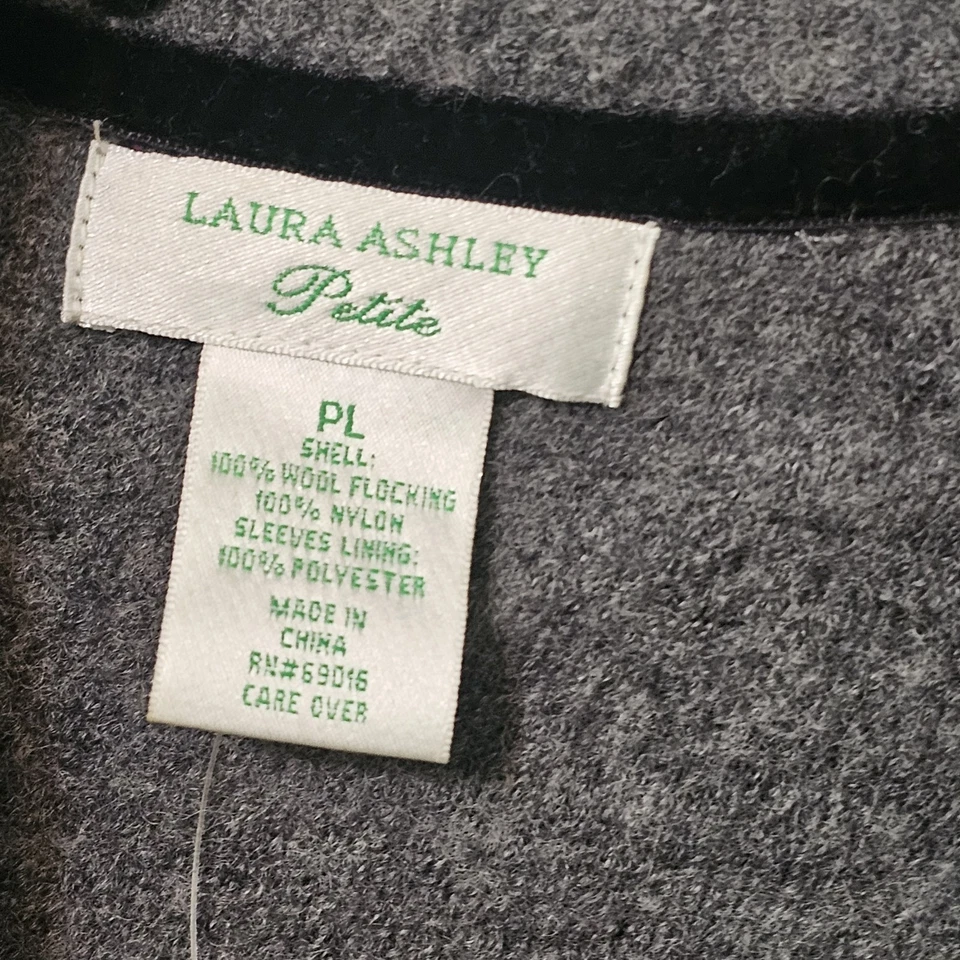 LAURA ASHLEY
Petite
PL
SHELL:
100% WOOL FLOCKING
100% NYLON
SLEEVES LINING:
100% POLYESTER
MADE IN
CHINA
RN#69016
CARE OVER